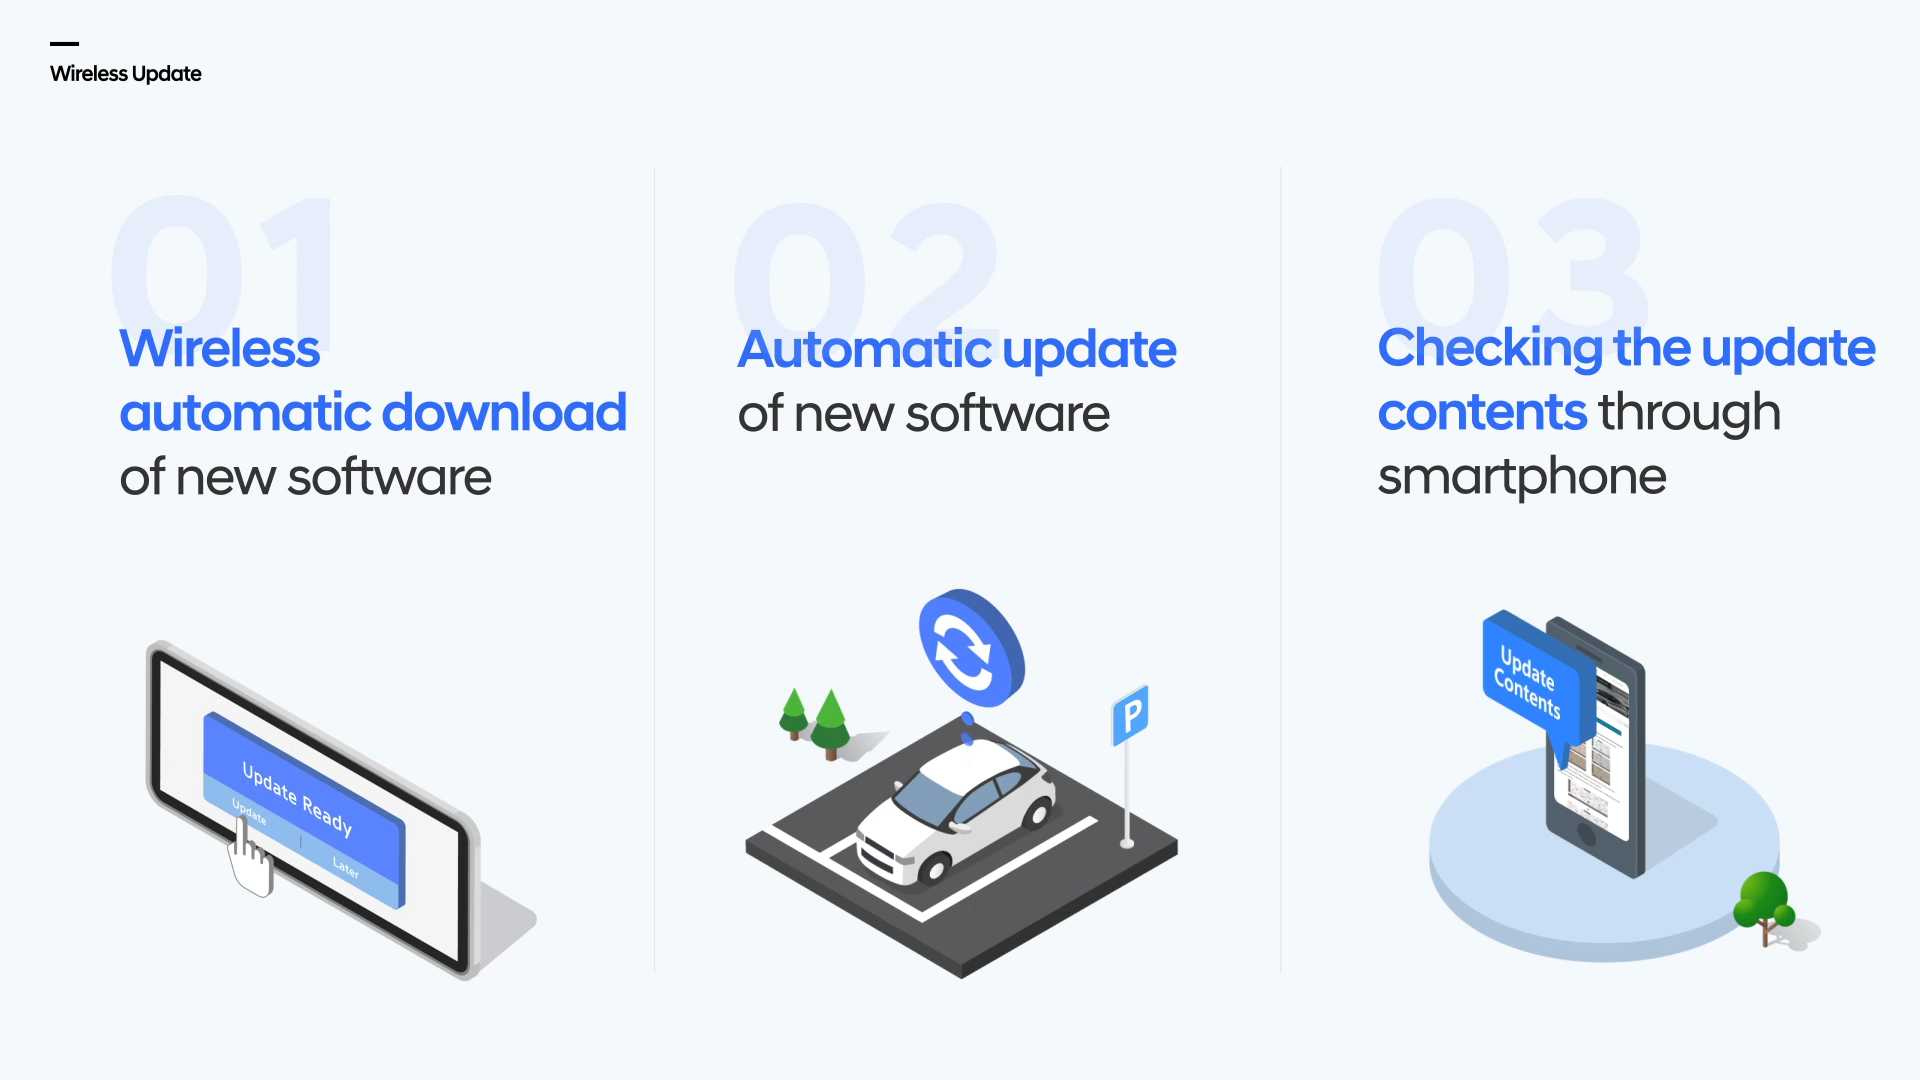 Wireless Update
01
Wireless
automatic download
of new software
02
Automatic update
of new software
03
Checking the update
contents through
smartphone
Update Ready
Update
Later
P
Update
Contents